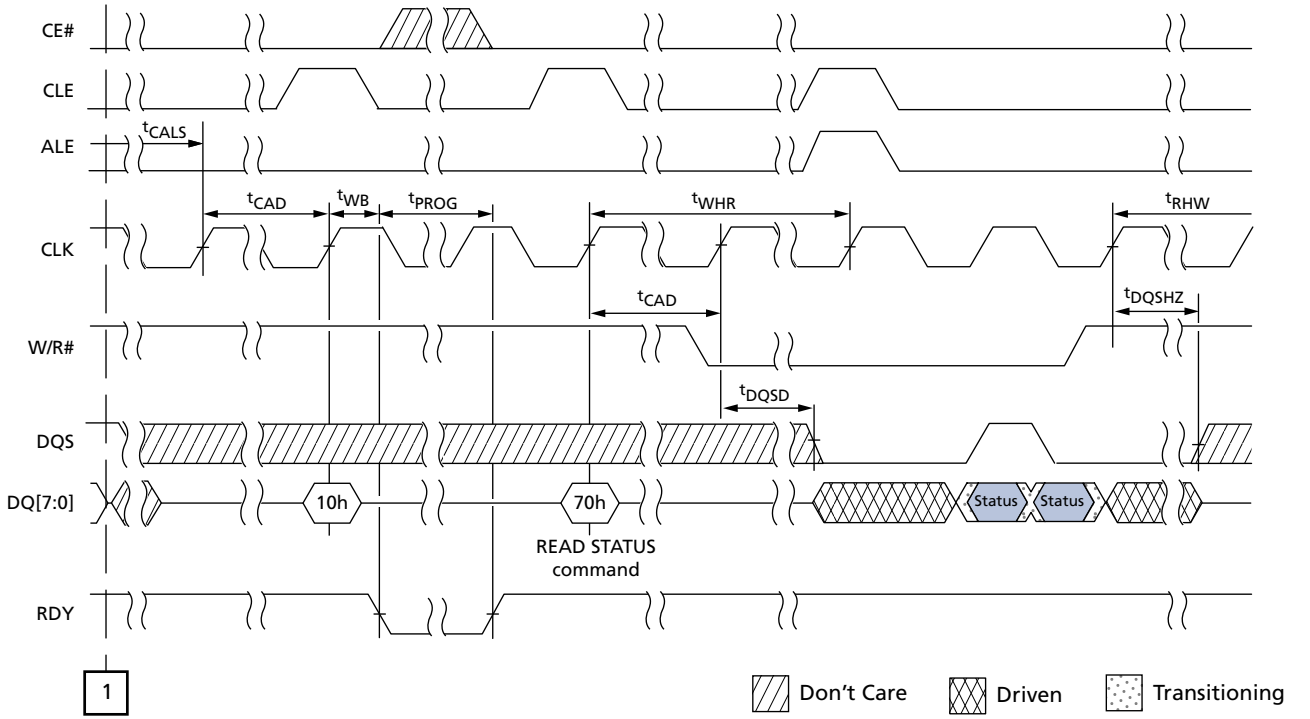 CE#
CLE
tCALS
ALE
tCAD
tWB
tPROG
tWHR
tRHW
CLK
tCAD
tDQSHZ
W/R#
tDQSD
DQS
DQ[7:0]
10h
70h
Status
Status
READ STATUS
command
RDY
1
Don't Care
Driven
Transitioning